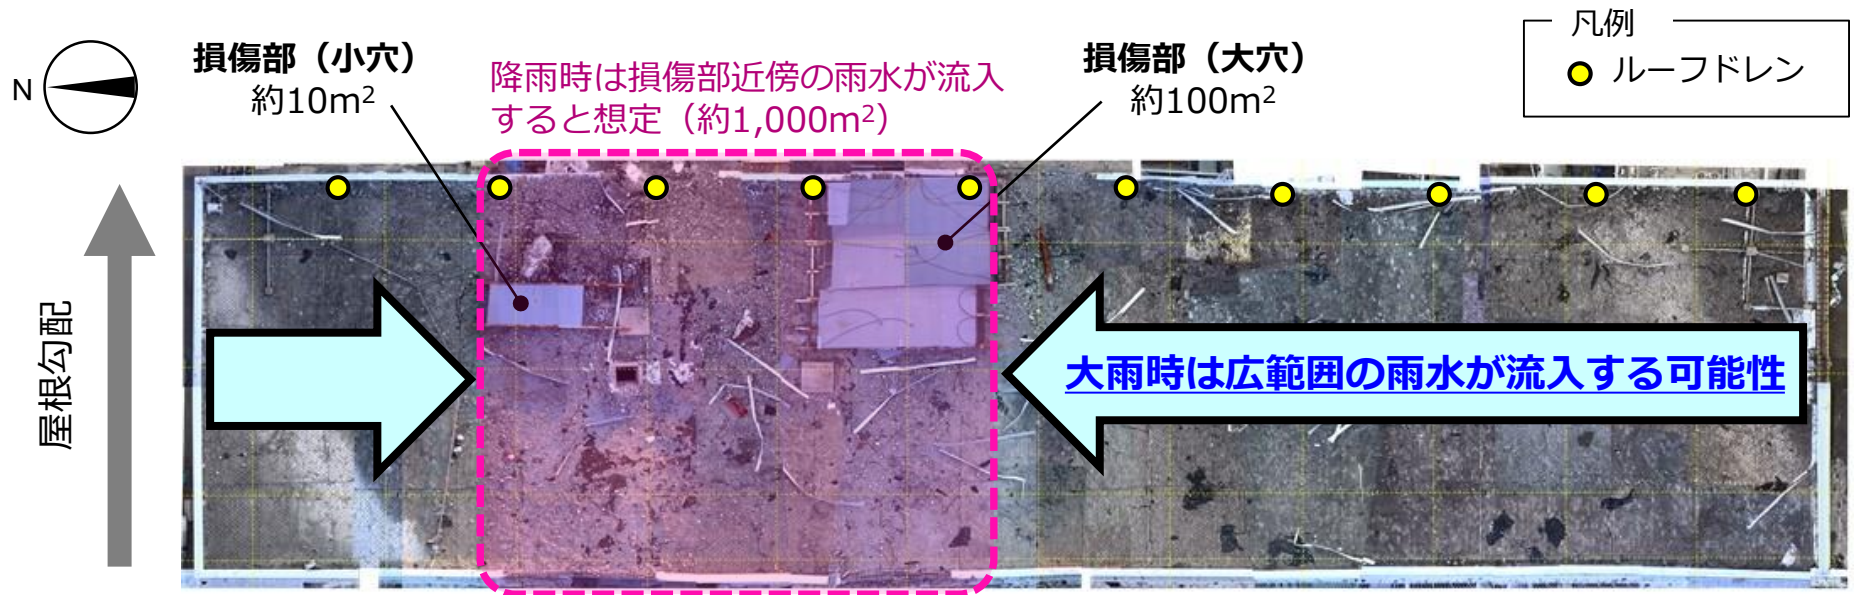 N
損傷部（小穴）
約10m²
降雨時は損傷部近傍の雨水が流入
すると想定（約1,000m²）
損傷部（大穴）
約100m²
凡例
ルーフドレン
屋根勾配
大雨時は広範囲の雨水が流入する可能性